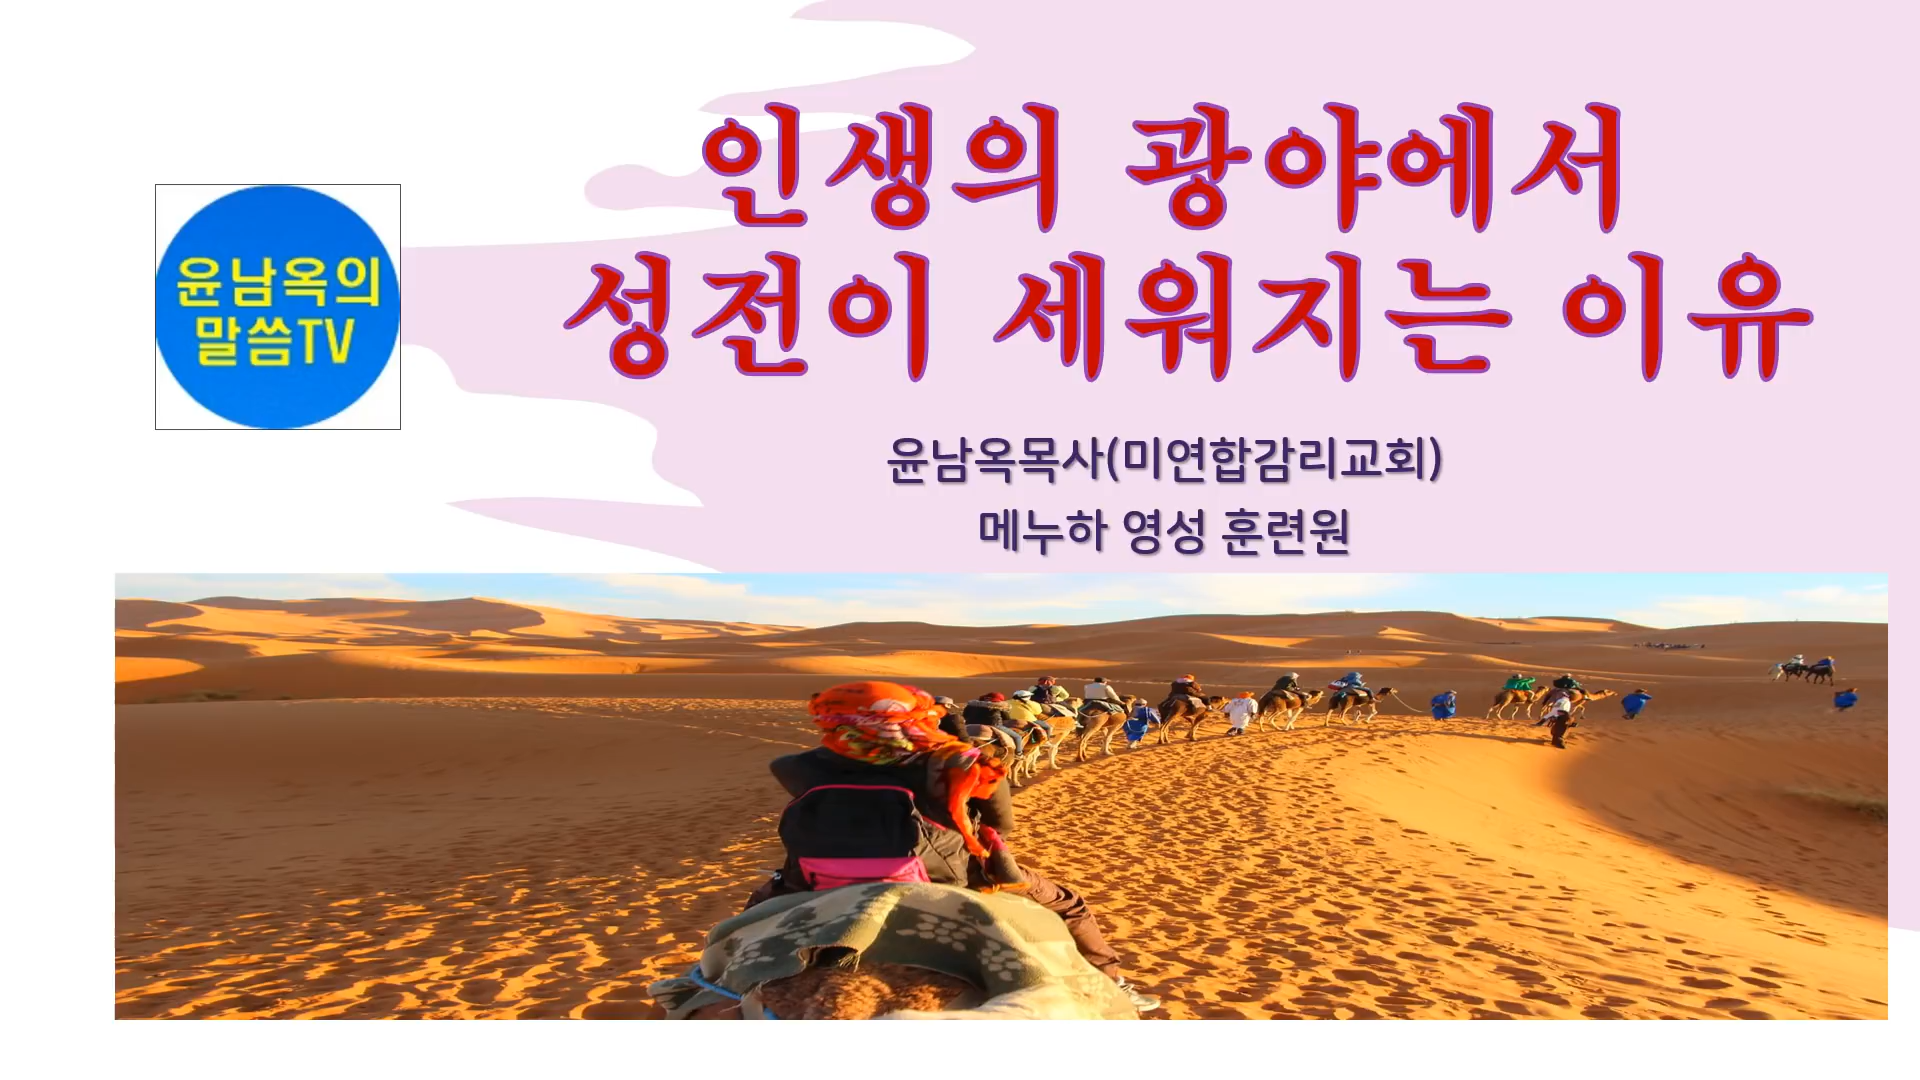 인생의 광야에서
성전이 세워지는 이유
윤남옥의
말씀TV
윤남옥목사(미연합감리교회)
메누하 영성 훈련원